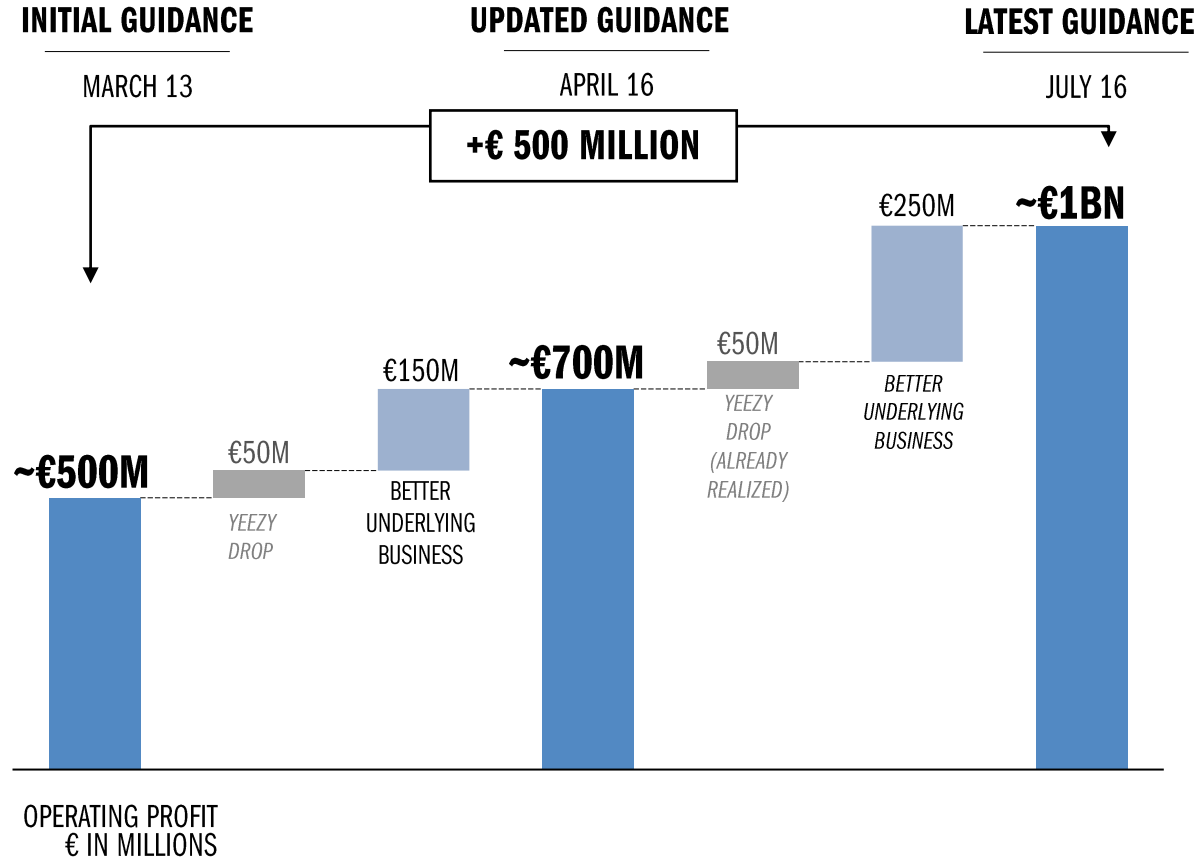 INITIAL GUIDANCE
MARCH 13
UPDATED GUIDANCE
APRIL 16
LATEST GUIDANCE
JULY 16
+€ 500 MILLION
~€500M
€50M
YEEZY
DROP
€150M
BETTER
UNDERLYING
BUSINESS
~€700M
€50M
YEEZY
DROP
(ALREADY
REALIZED)
€250M
BETTER
UNDERLYING
BUSINESS
~€1BN
OPERATING PROFIT
€ IN MILLIONS